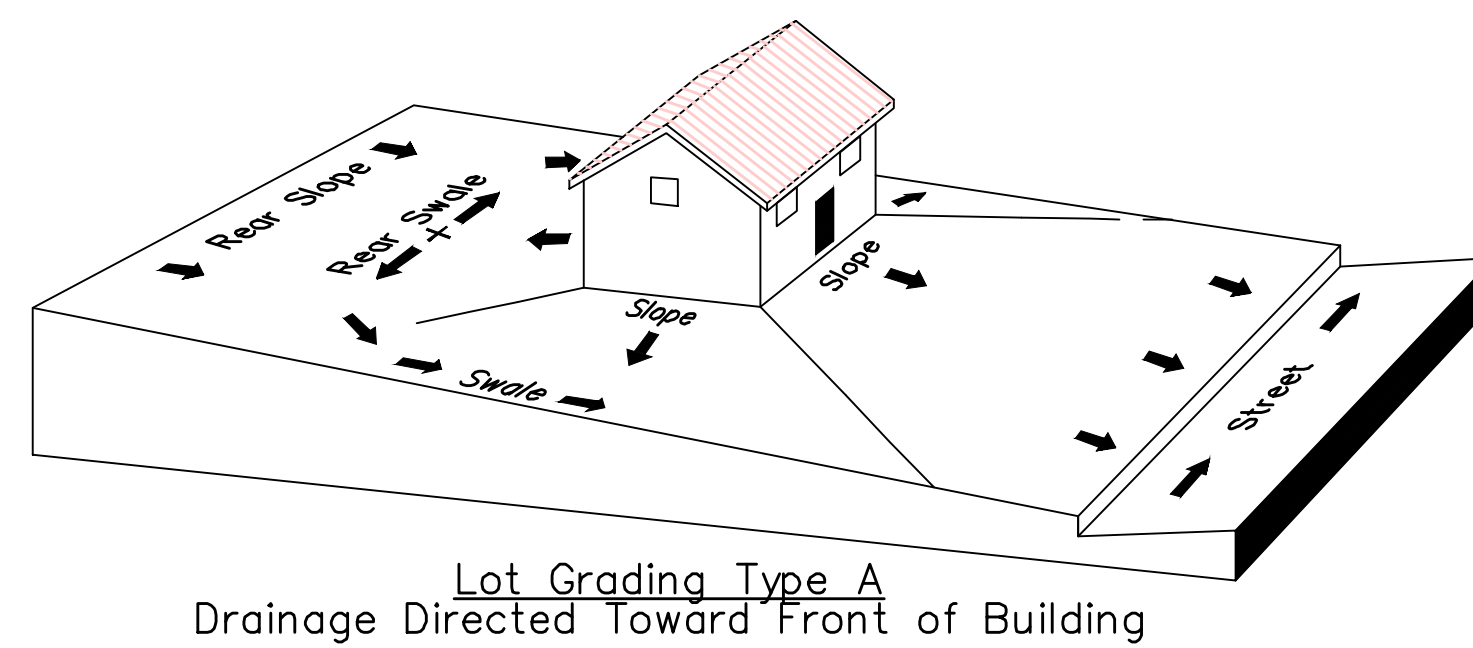 Rear Slope
Rear Swale
Slope
Slope
Swale
Street
Lot Grading Type A
Drainage Directed Toward Front of Building